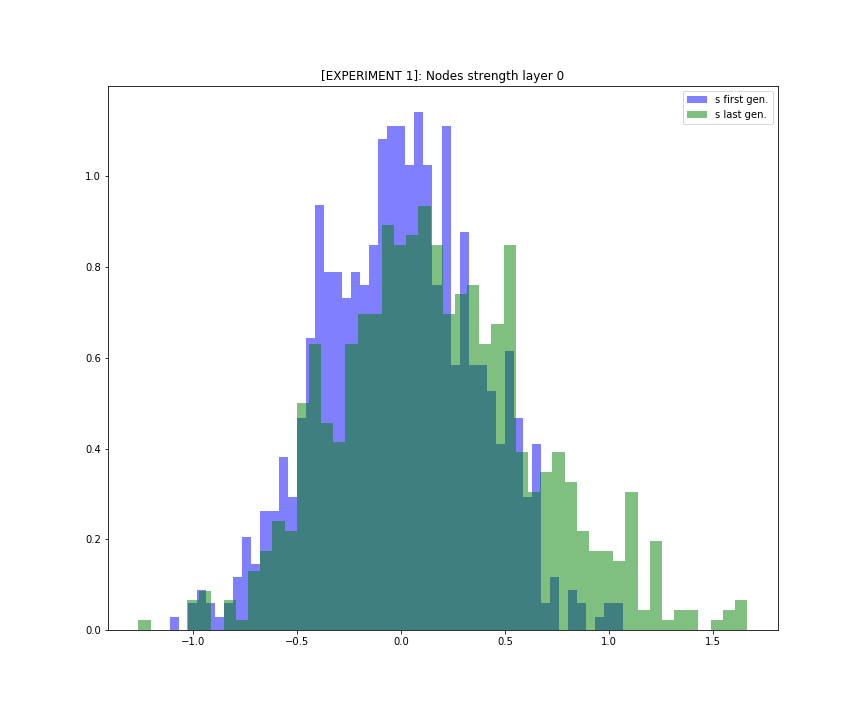 [EXPERIMENT 1]: Nodes strength layer 0
s first gen.
s last gen.
1.0
0.8
0.6
0.4
0.2
0.0
−1.0 −0.5 0.0 0.5 1.0 1.5